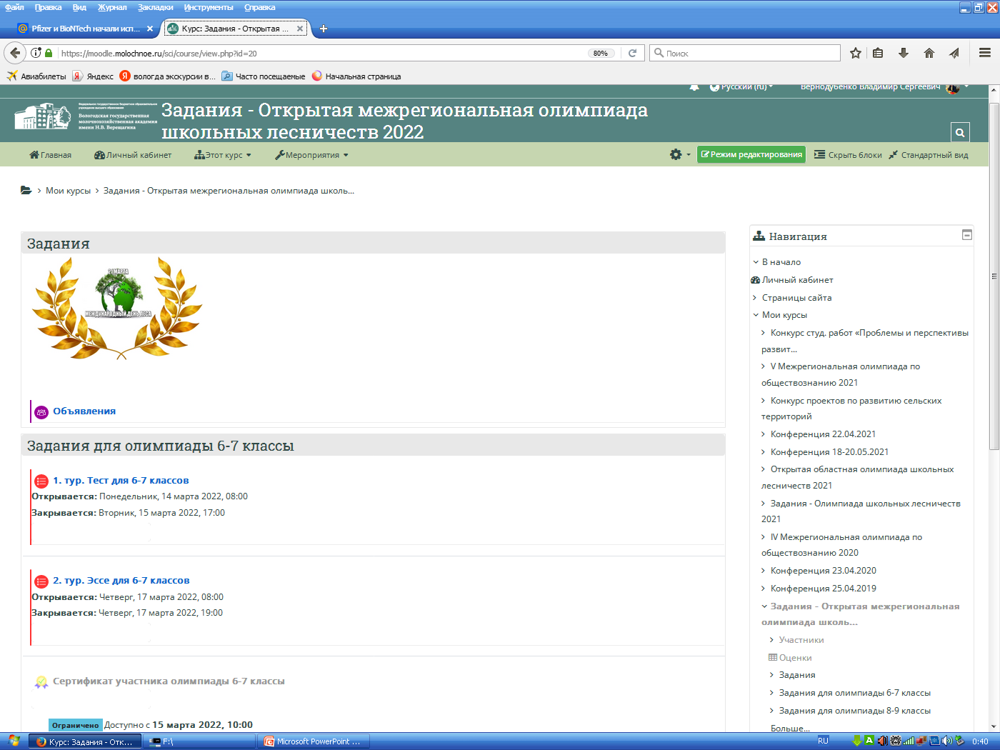 Файл Правка Вид Журнал Закладки Инструменты Справка
Pfizer и BioNTech начали исп...
Курс: Задания - Открытая ...
https://moodle.molochnoe.ru/sci/course/view.php?id=20
80%
Поиск
Авиабилеты Яндекс вологда экскурсии в... Часто посещаемые Начальная страница
Русский (ru) Вернодубенко Владимир Сергеевич
Федеральное государственное бюджетное образовательное
учреждение высшего образования
Вологодская государственная
молочнохозяйственная академия
имени Н.В. Верещагина
Задания - Открытая межрегиональная олимпиада
школьных лесничеств 2022
Главная Личный кабинет Этот курс Мероприятия
Режим редактирования Скрыть блоки Стандартный вид
Мои курсы Задания - Открытая межрегиональная олимпиада школь...
Задания
21 МАРТА
МЕЖДУНАРОДНЫЙ ДЕНЬ ЛЕСА
Объявления
Задания для олимпиады 6-7 классы
1. тур. Тест для 6-7 классов
Открывается: Понедельник, 14 марта 2022, 08:00
Закрывается: Вторник, 15 марта 2022, 17:00
2. тур. Эссе для 6-7 классов
Открывается: Четверг, 17 марта 2022, 08:00
Закрывается: Четверг, 17 марта 2022, 19:00
Сертификат участника олимпиады 6-7 классы
Ограничено Доступно с 15 марта 2022, 10:00
Навигация
В начало
Личный кабинет
Страницы сайта
Мои курсы
Конкурс студ. работ «Проблемы и перспективы
развит...
V Межрегиональная олимпиада по
обществознанию 2021
Конкурс проектов по развитию сельских
территорий
Конференция 22.04.2021
Конференция 18-20.05.2021
Открытая областная олимпиада школьных
лесничеств 2021
Задания - Олимпиада школьных лесничеств
2021
IV Межрегиональная олимпиада по
обществознанию 2020
Конференция 23.04.2020
Конференция 25.04.2019
Задания - Открытая межрегиональная
олимпиада школь...
Участники
Оценки
Задания
Задания для олимпиады 6-7 классы
Задания для олимпиады 8-9 классы
Больше...
Курс: Задания - Отк...
F:\
Microsoft PowerPoint ...
RU
0:40